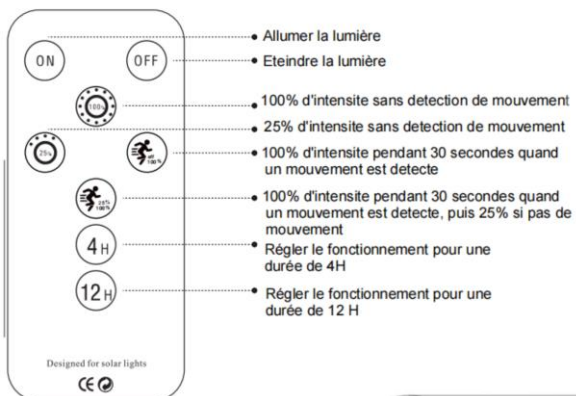 ON
OFF
100%
25%
off
100%
25%
100%
4H
12H
Designed for solar lights
CE
Allumer la lumière
Eteindre la lumière
100% d'intensite sans detection de mouvement
25% d'intensite sans detection de mouvement
100% d'intensite pendant 30 secondes quand
un mouvement est detecte
100% d'intensite pendant 30 secondes quand
un mouvement est detecte, puis 25% si pas de
mouvement
Régler le fonctionnement pour une
durée de 4H
Régler le fonctionnement pour une
durée de 12 H